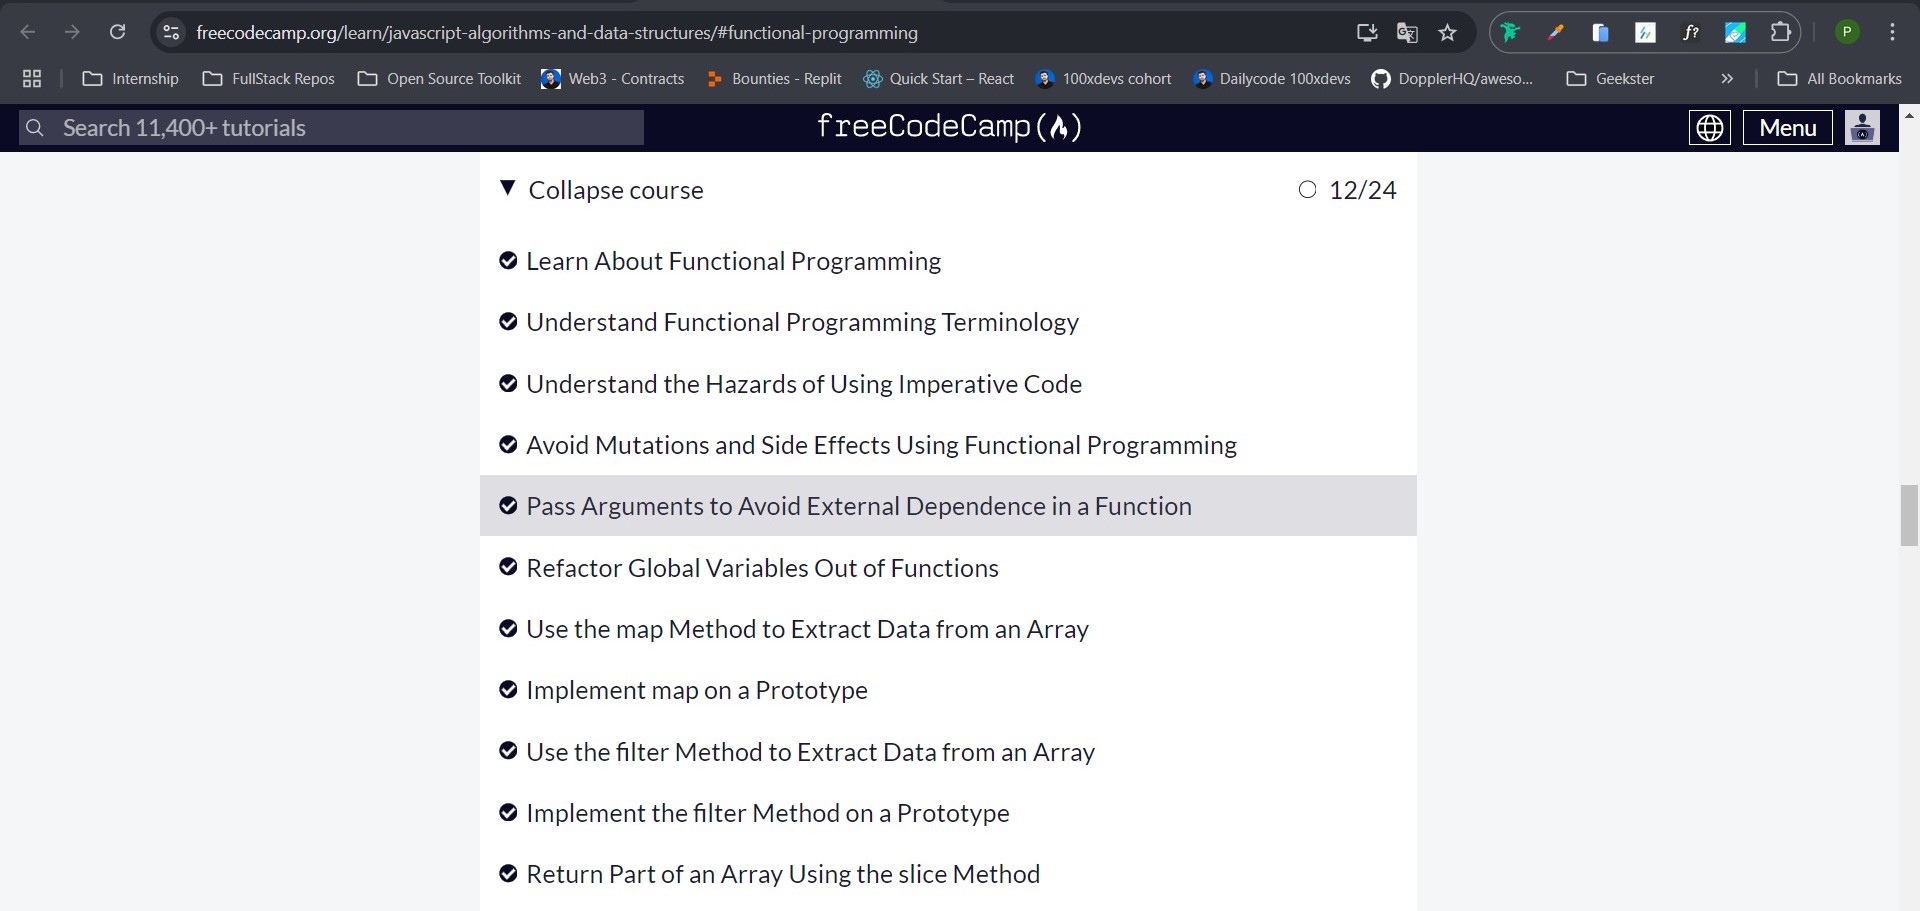 freecodecamp.org/learn/javascript-algorithms-and-data-structures/#functional-programming
f?
P
Internship
FullStack Repos
Open Source Toolkit
Web3 - Contracts
Bounties - Replit
Quick Start – React
100xdevs cohort
Dailycode 100xdevs
DopplerHQ/aweso...
Geekster
»
All Bookmarks
Search 11,400+ tutorials
freeCodeCamp
Menu
Collapse course
12/24
Learn About Functional Programming
Understand Functional Programming Terminology
Understand the Hazards of Using Imperative Code
Avoid Mutations and Side Effects Using Functional Programming
Pass Arguments to Avoid External Dependence in a Function
Refactor Global Variables Out of Functions
Use the map Method to Extract Data from an Array
Implement map on a Prototype
Use the filter Method to Extract Data from an Array
Implement the filter Method on a Prototype
Return Part of an Array Using the slice Method